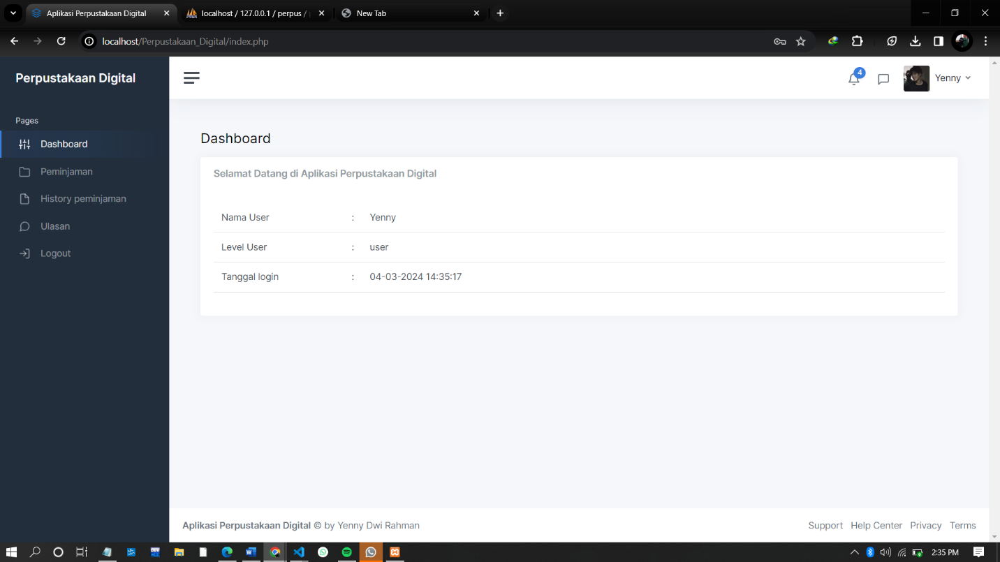 Aplikasi Perpustakaan Digital
localhost / 127.0.0.1 / perpus /
New Tab
localhost/Perpustakaan_Digital/index.php
Perpustakaan Digital
4
Yenny
Pages
Dashboard
Peminjaman
History peminjaman
Ulasan
Logout
Dashboard
Selamat Datang di Aplikasi Perpustakaan Digital
Nama User : Yenny
Level User : user
Tanggal login : 04-03-2024 14:35:17
Aplikasi Perpustakaan Digital © by Yenny Dwi Rahman
Support Help Center Privacy Terms
DEV
2:35 PM